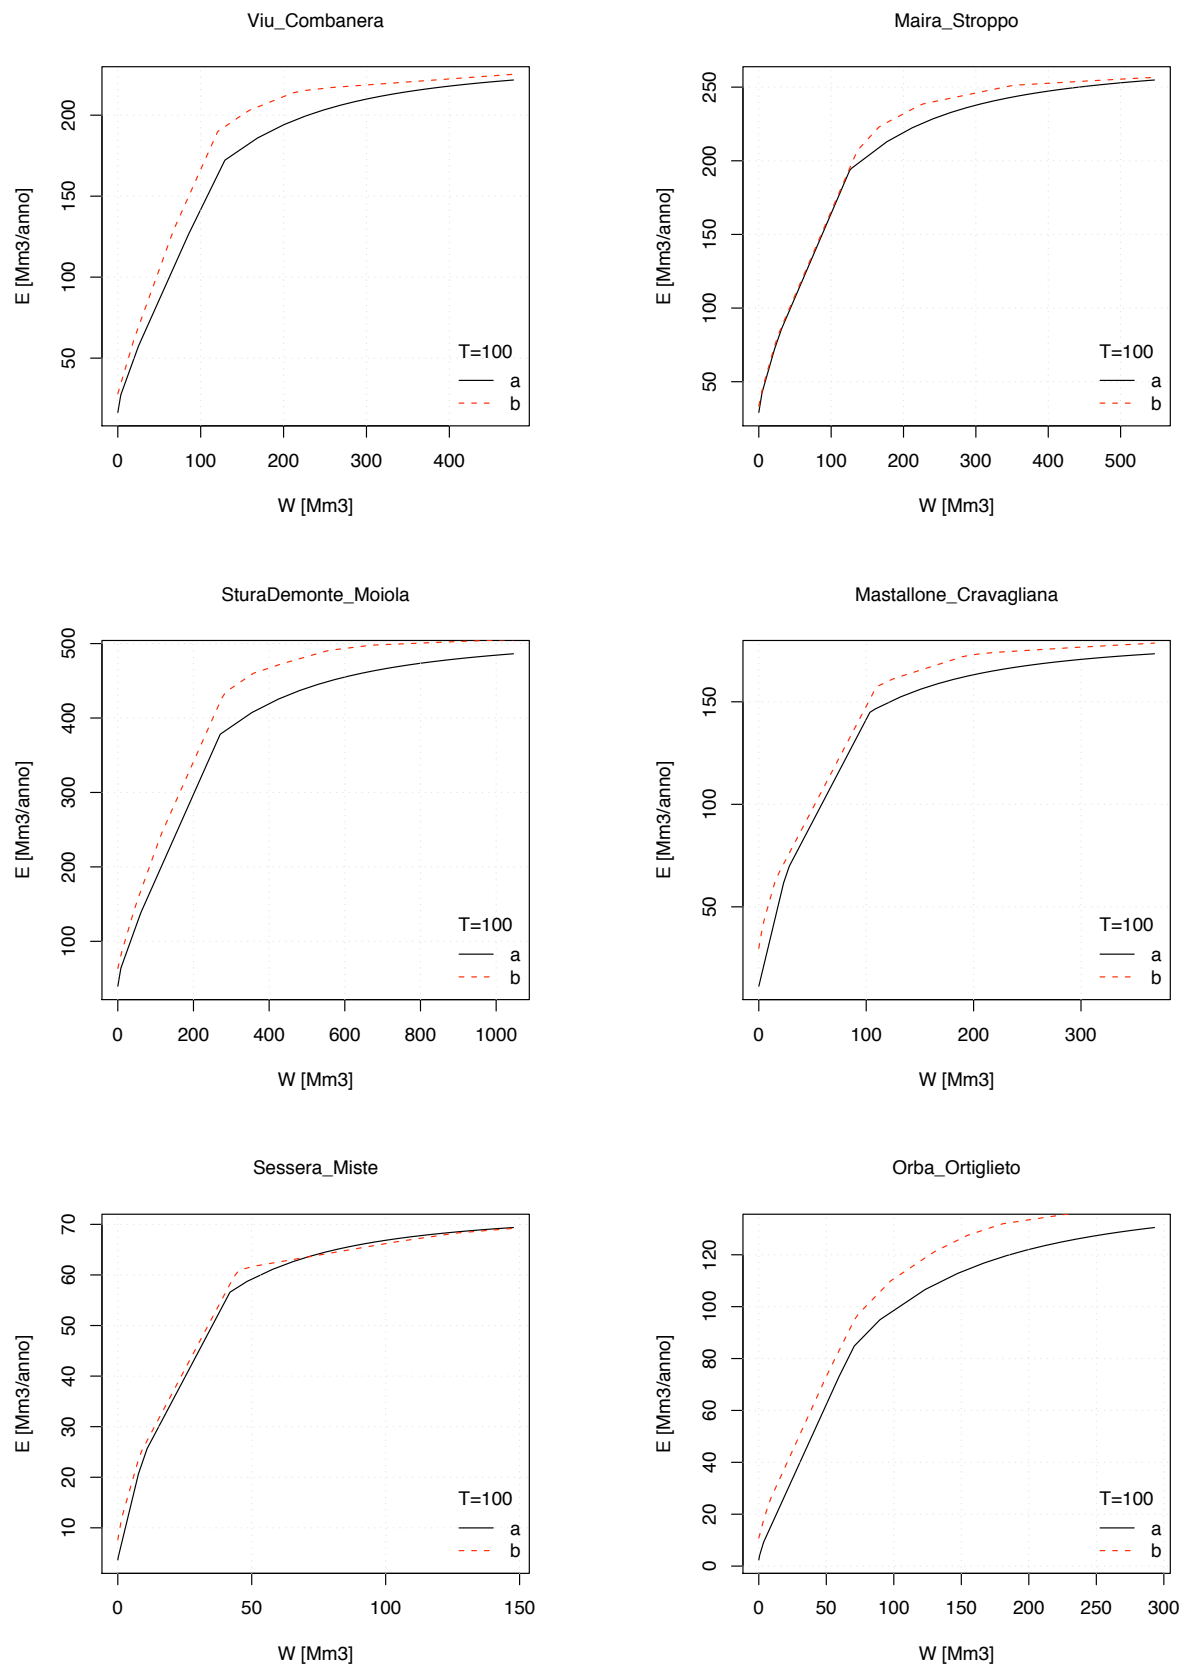 Viu_Combanera
E [Mm3/anno]
200
150
100
50
T=100
a
b
0 100 200 300 400
W [Mm3]
Maira_Stroppo
E [Mm3/anno]
250
200
150
100
50
T=100
a
b
0 100 200 300 400 500
W [Mm3]
SturaDemonte_Moiola
E [Mm3/anno]
500
400
300
200
100
T=100
a
b
0 200 400 600 800 1000
W [Mm3]
Mastallone_Cravagliana
E [Mm3/anno]
150
100
50
T=100
a
b
0 100 200 300
W [Mm3]
Sessera_Miste
E [Mm3/anno]
70
60
50
40
30
20
10
T=100
a
b
0 50 100 150
W [Mm3]
Orba_Ortiglieto
E [Mm3/anno]
120
100
80
60
40
20
0
T=100
a
b
0 50 100 150 200 250 300
W [Mm3]